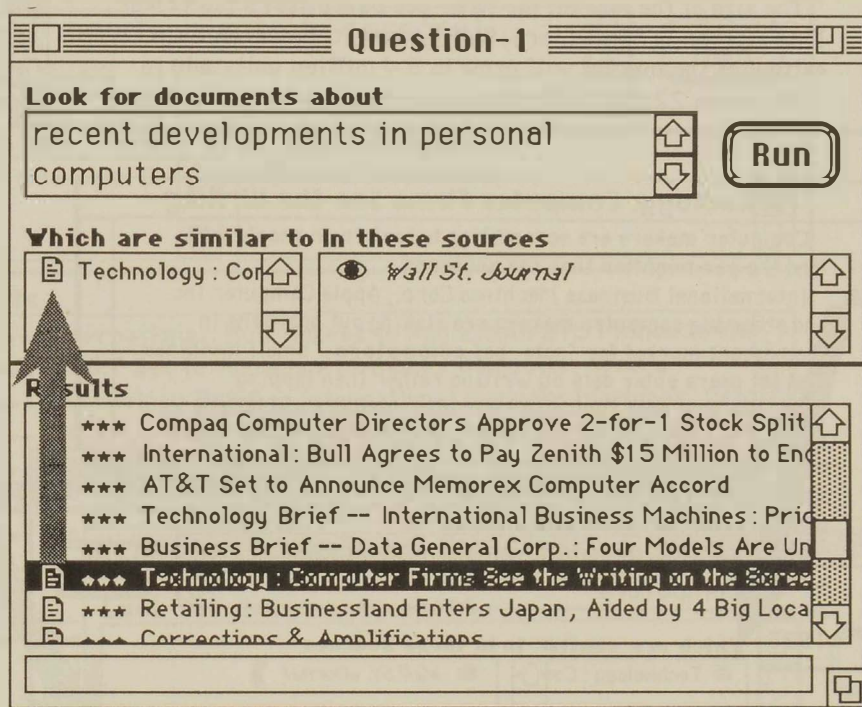 Question-1
Look for documents about
recent developments in personal
computers
Run
Which are similar to In these sources
Technology : Cor
Wall St. Journal
Results
*** Compaq Computer Directors Approve 2-for-1 Stock Split
*** International: Bull Agrees to Pay Zenith $15 Million to End
*** AT&T Set to Announce Memorex Computer Accord
*** Technology Brief -- International Business Machines: Pric
*** Business Brief -- Data General Corp.: Four Models Are Un
*** Technology : Computer Firms See the Writing on the Scree
*** Retailing: Businessland Enters Japan, Aided by 4 Big Loca
*** Corrections & Amplifications